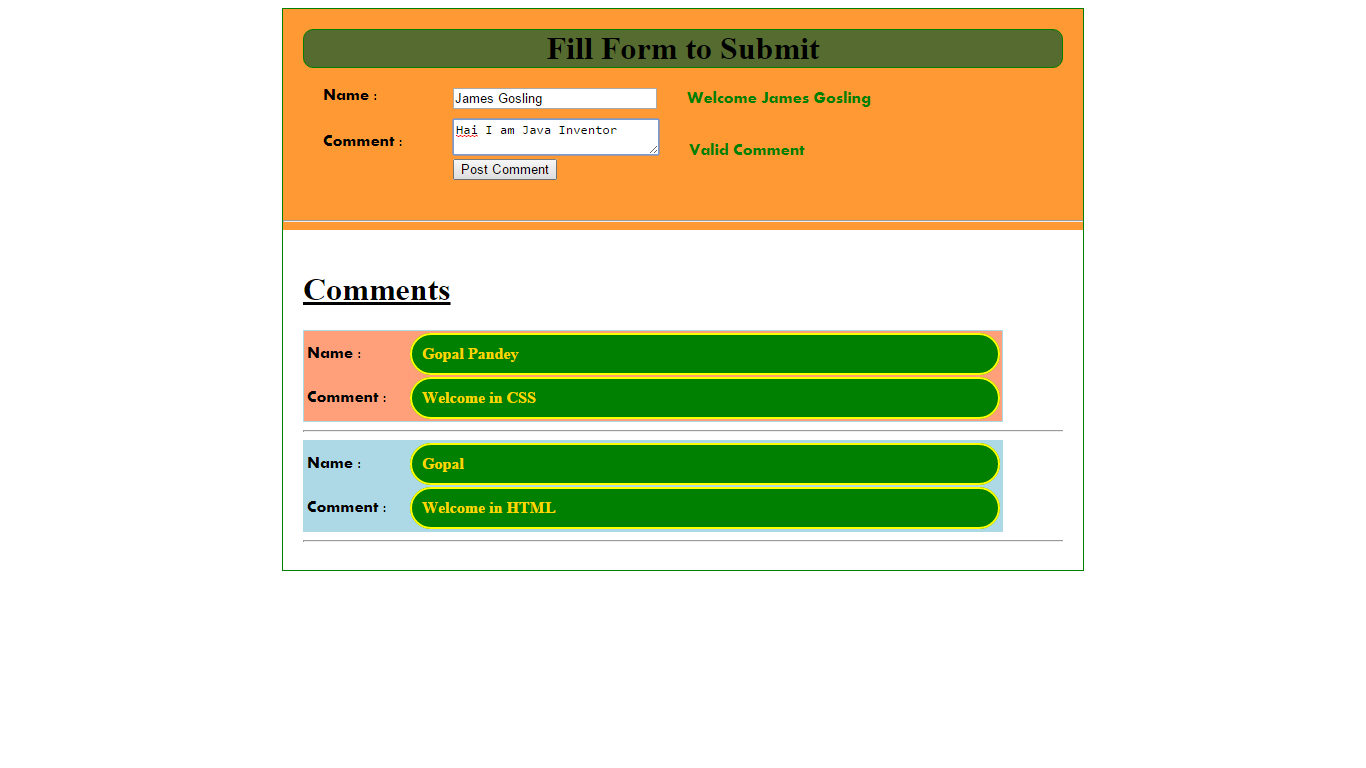 Fill Form to Submit
Name : James Gosling Welcome James Gosling
Comment : Hai I am Java Inventor Valid Comment
Post Comment
Comments
Name : Gopal Pandey
Comment : Welcome in CSS
Name : Gopal
Comment : Welcome in HTML